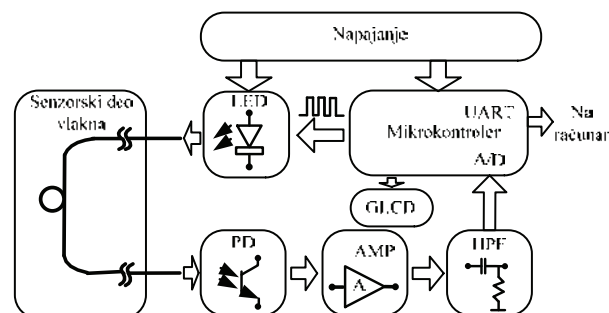 Napajanje
Senzorski deo
vlakna
LED
UART
Mikrokontroler
A/D
Na
računar
GLCD
PD
AMP
A
HPF